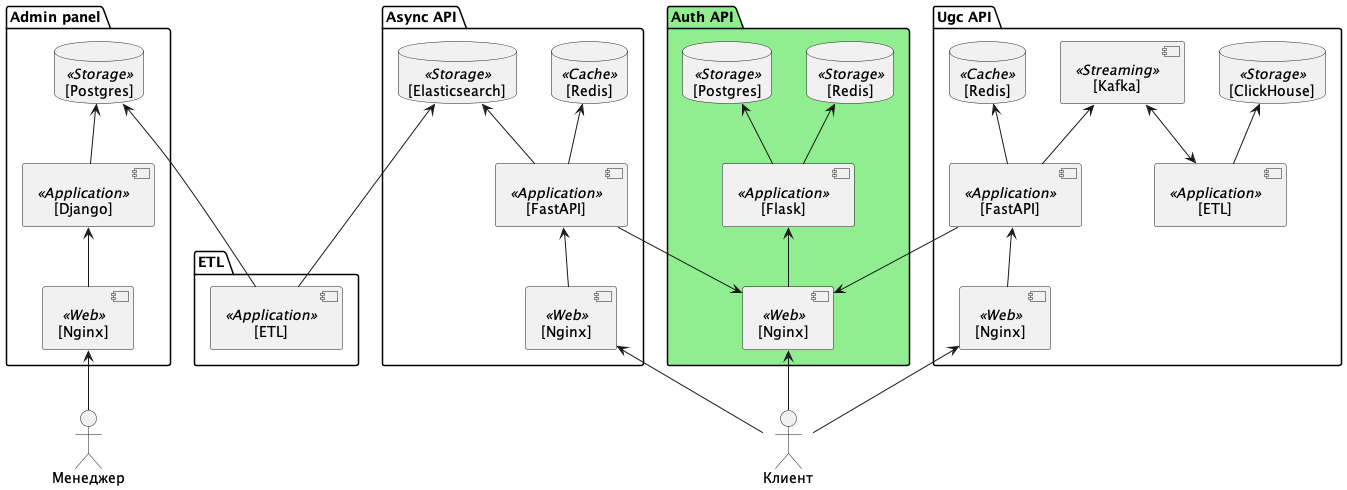 Admin panel
Async API
Auth API
Ugc API
«Storage»
[Postgres]
«Storage»
[Elasticsearch]
«Cache»
[Redis]
«Storage»
[Postgres]
«Storage»
[Redis]
«Cache»
[Redis]
«Streaming»
[Kafka]
«Storage»
[ClickHouse]
«Application»
[Django]
«Application»
[FastAPI]
«Application»
[Flask]
«Application»
[FastAPI]
«Application»
[ETL]
ETL
«Web»
[Nginx]
«Application»
[ETL]
«Web»
[Nginx]
«Web»
[Nginx]
«Web»
[Nginx]
Менеджер
Клиент